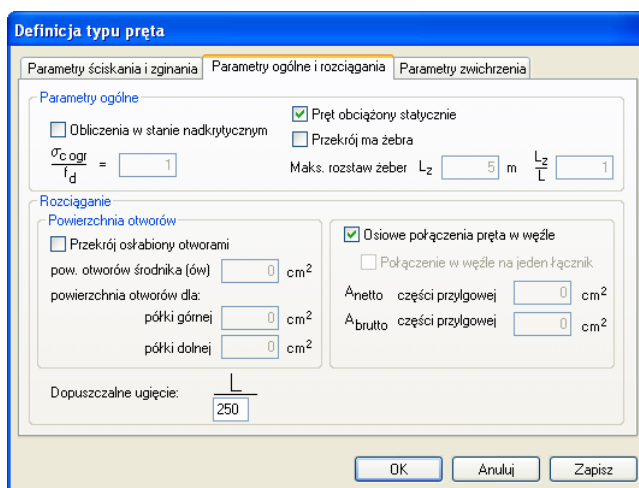 Definicja typu pręta
Parametry ściskania i zginania
Parametry ogólne i rozciągania
Parametry zwichrzenia
Parametry ogólne
Obliczenia w stanie nadkrytycznym
σc ogr
fd
= 1
Pręt obciążony statycznie
Przekrój ma żebra
Maks. rozstaw żeber Lz 5 m Lz/L 1
Rozciąganie
Powierzchnia otworów
Przekrój osłabiony otworami
pow. otworów środnika (ów) 0 cm2
powierzchnia otworów dla:
półki górnej 0 cm2
półki dolnej 0 cm2
Osiowe połączenia pręta w węźle
Połączenie w węźle na jeden łącznik
Anetto części przylgowej 0 cm2
Abrutto części przylgowej 0 cm2
Dopuszczalne ugięcie: L
250
OK Anuluj Zapisz